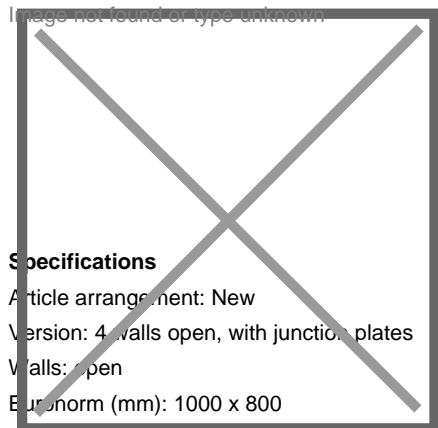 Image not found or type unknown
Specifications
Article arrangement: New
Version: 4 walls open, with junction plates
Walls: open
Euronorm (mm): 1000 x 800